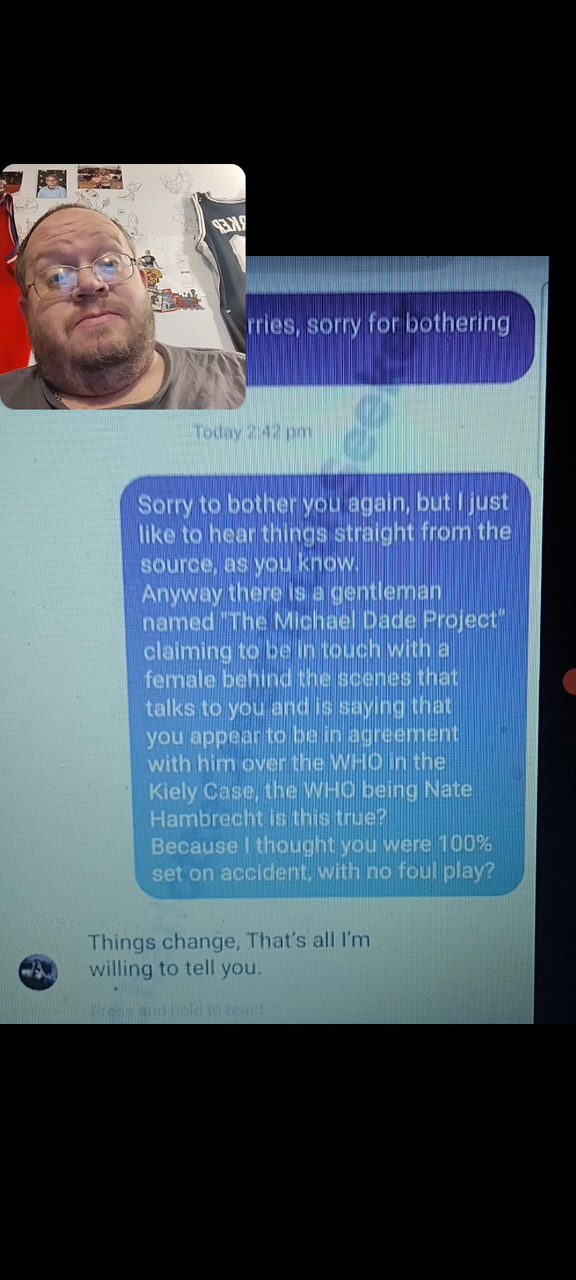 rries, sorry for bothering
Today 2:42 pm
Sorry to bother you again, but I just
like to hear things straight from the
source, as you know.
Anyway there is a gentleman
named "The Michael Dade Project"
claiming to be in touch with a
female behind the scenes that
talks to you and is saying that
you appear to be in agreement
with him over the WHO in the
Kiely Case, the WHO being Nate
Hambrecht is this true?
Because I thought you were 100%
set on accident, with no foul play?
Things change, That's all I'm
willing to tell you.
Press and hold to react